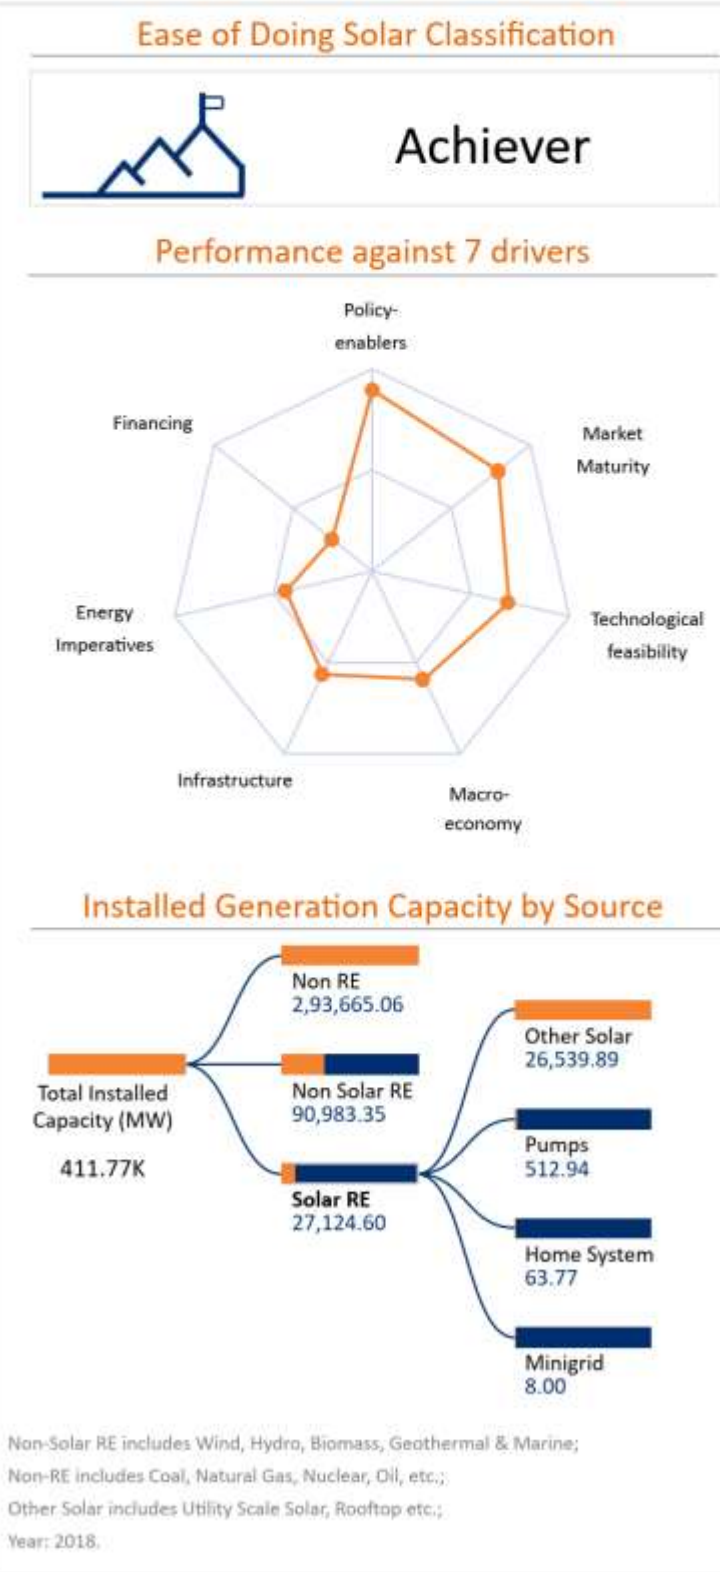 Ease of Doing Solar Classification
Achiever
Performance against 7 drivers
Policy-
enablers
Financing
Market
Maturity
Energy
Imperatives
Technological
feasibility
Infrastructure
Macro-
economy
Installed Generation Capacity by Source
Non RE
2,93,665.06
Other Solar
26,539.89
Total Installed
Capacity (MW)
411.77K
Non Solar RE
90,983.35
Pumps
512.94
Solar RE
27,124.60
Home System
63.77
Minigrid
8.00
Non-Solar RE includes Wind, Hydro, Biomass, Geothermal & Marine;
Non-RE includes Coal, Natural Gas, Nuclear, Oil, etc.;
Other Solar includes Utility Scale Solar, Rooftop etc.;
Year: 2018.